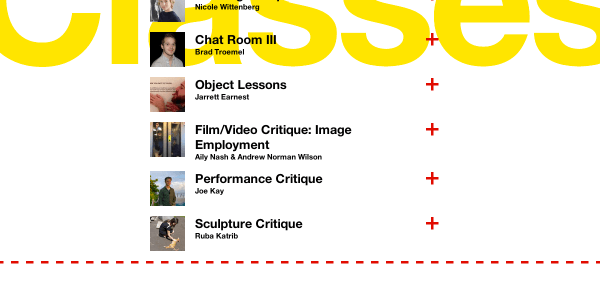 Classes
Nicole Wittenberg
Chat Room III
Brad Troemel
Object Lessons
Jarrett Earnest
Film/Video Critique: Image
Employment
Aily Nash & Andrew Norman Wilson
Performance Critique
Joe Kay
Sculpture Critique
Ruba Katrib